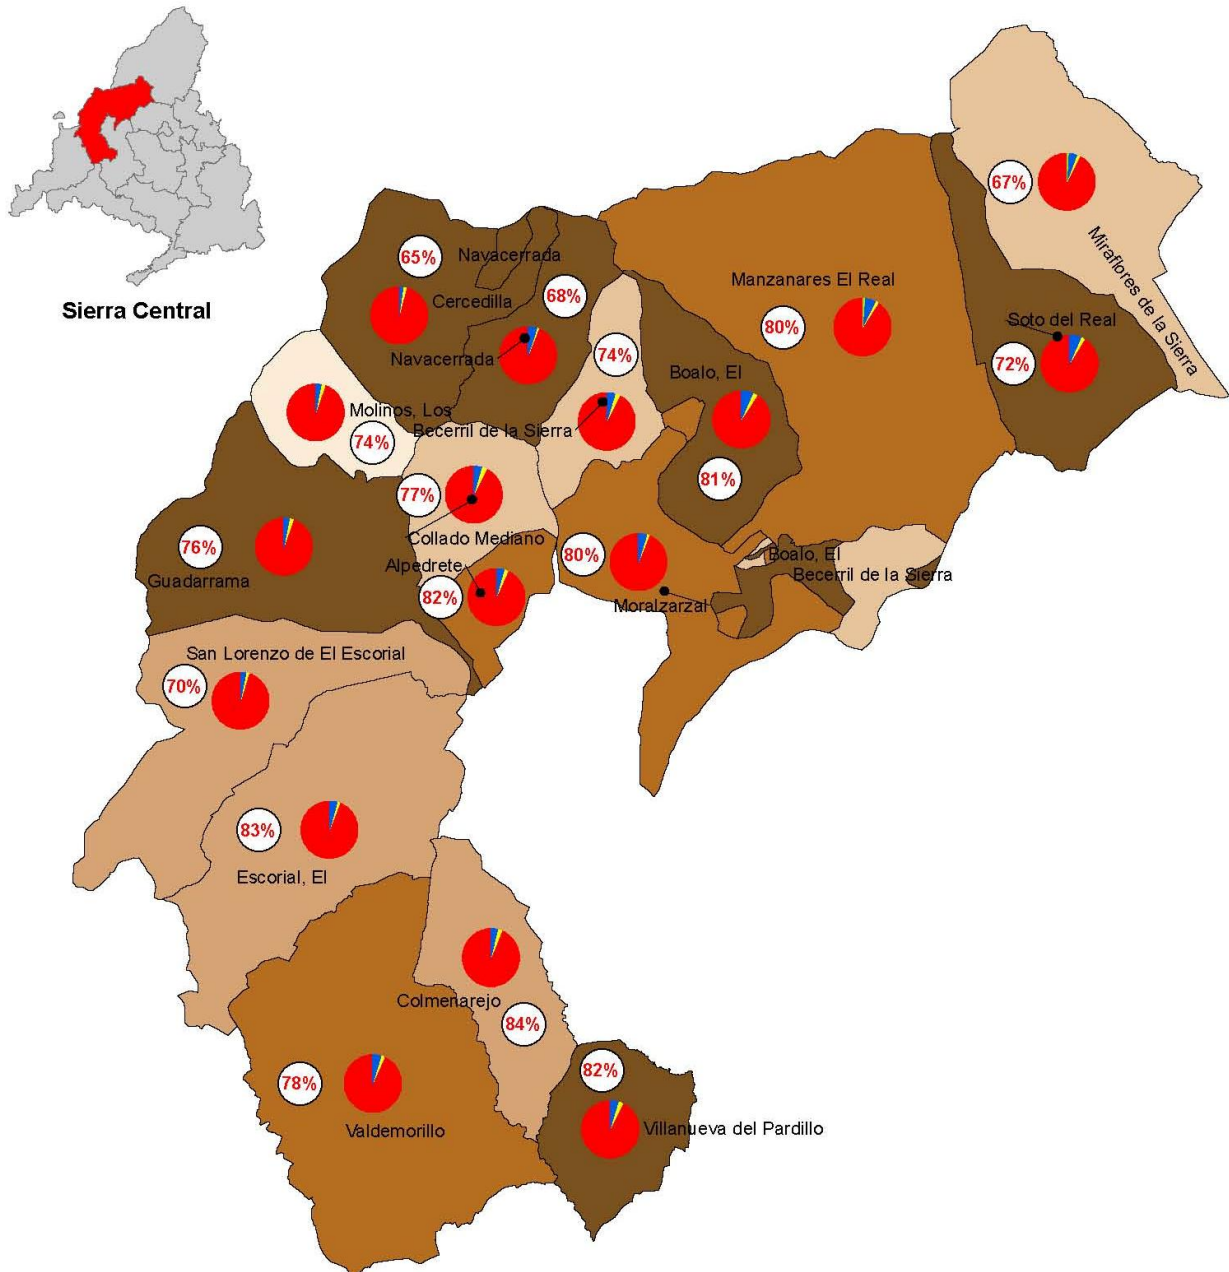 Sierra Central
67%
Miraflores de la Sierra
65%
Navacerrada
Cercedilla
68%
Manzanares El Real
80%
Soto del Real
72%
Navacerrada
74%
Boalo, El
Molinos, Los
Becerril de la Sierra
74%
81%
77%
Collado Mediano
76%
Guadarrama
Alpedrete
80%
Boalo, El
Becerril de la Sierra
82%
Moralzarzal
San Lorenzo de El Escorial
70%
83%
Escorial, El
Colmenarejo
84%
78%
82%
Valdemorillo
Villanueva del Pardillo